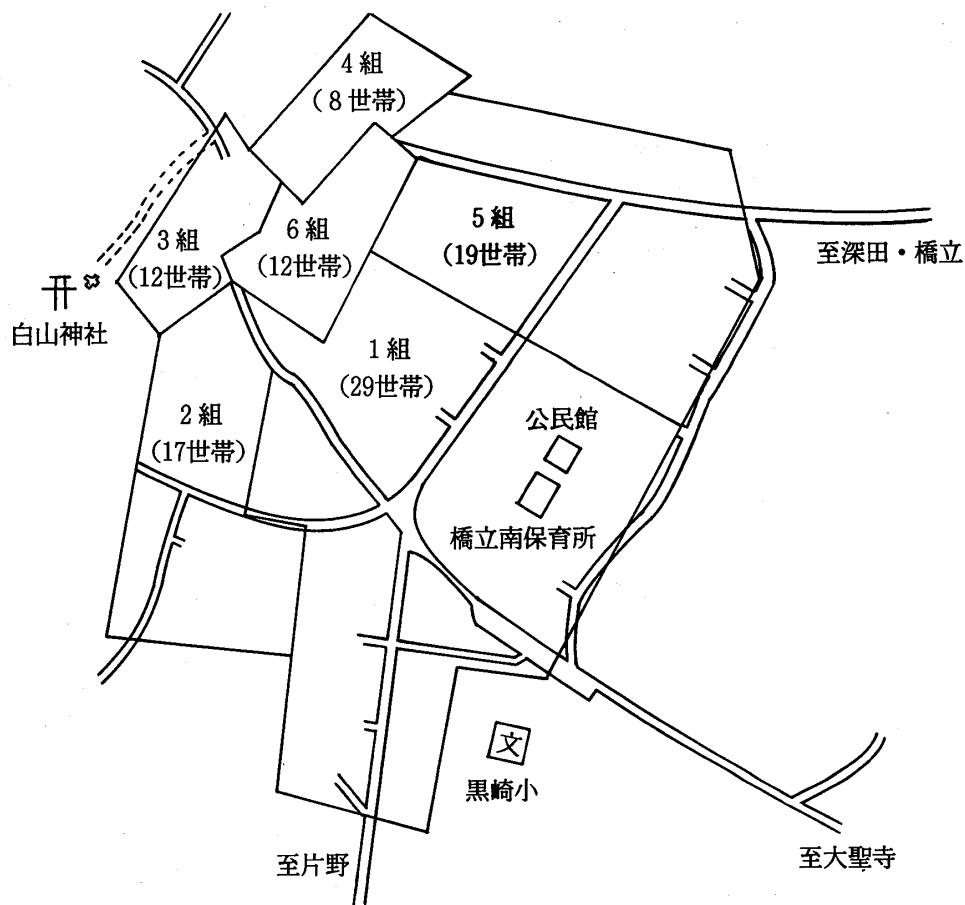 4組
(8世帯)
6組
(12世帯)
5組
(19世帯)
3組
(12世帯)
至深田・橋立
白山神社
1組
(29世帯)
2組
(17世帯)
公民館
橋立南保育所
文
黒崎小
至片野
至大聖寺